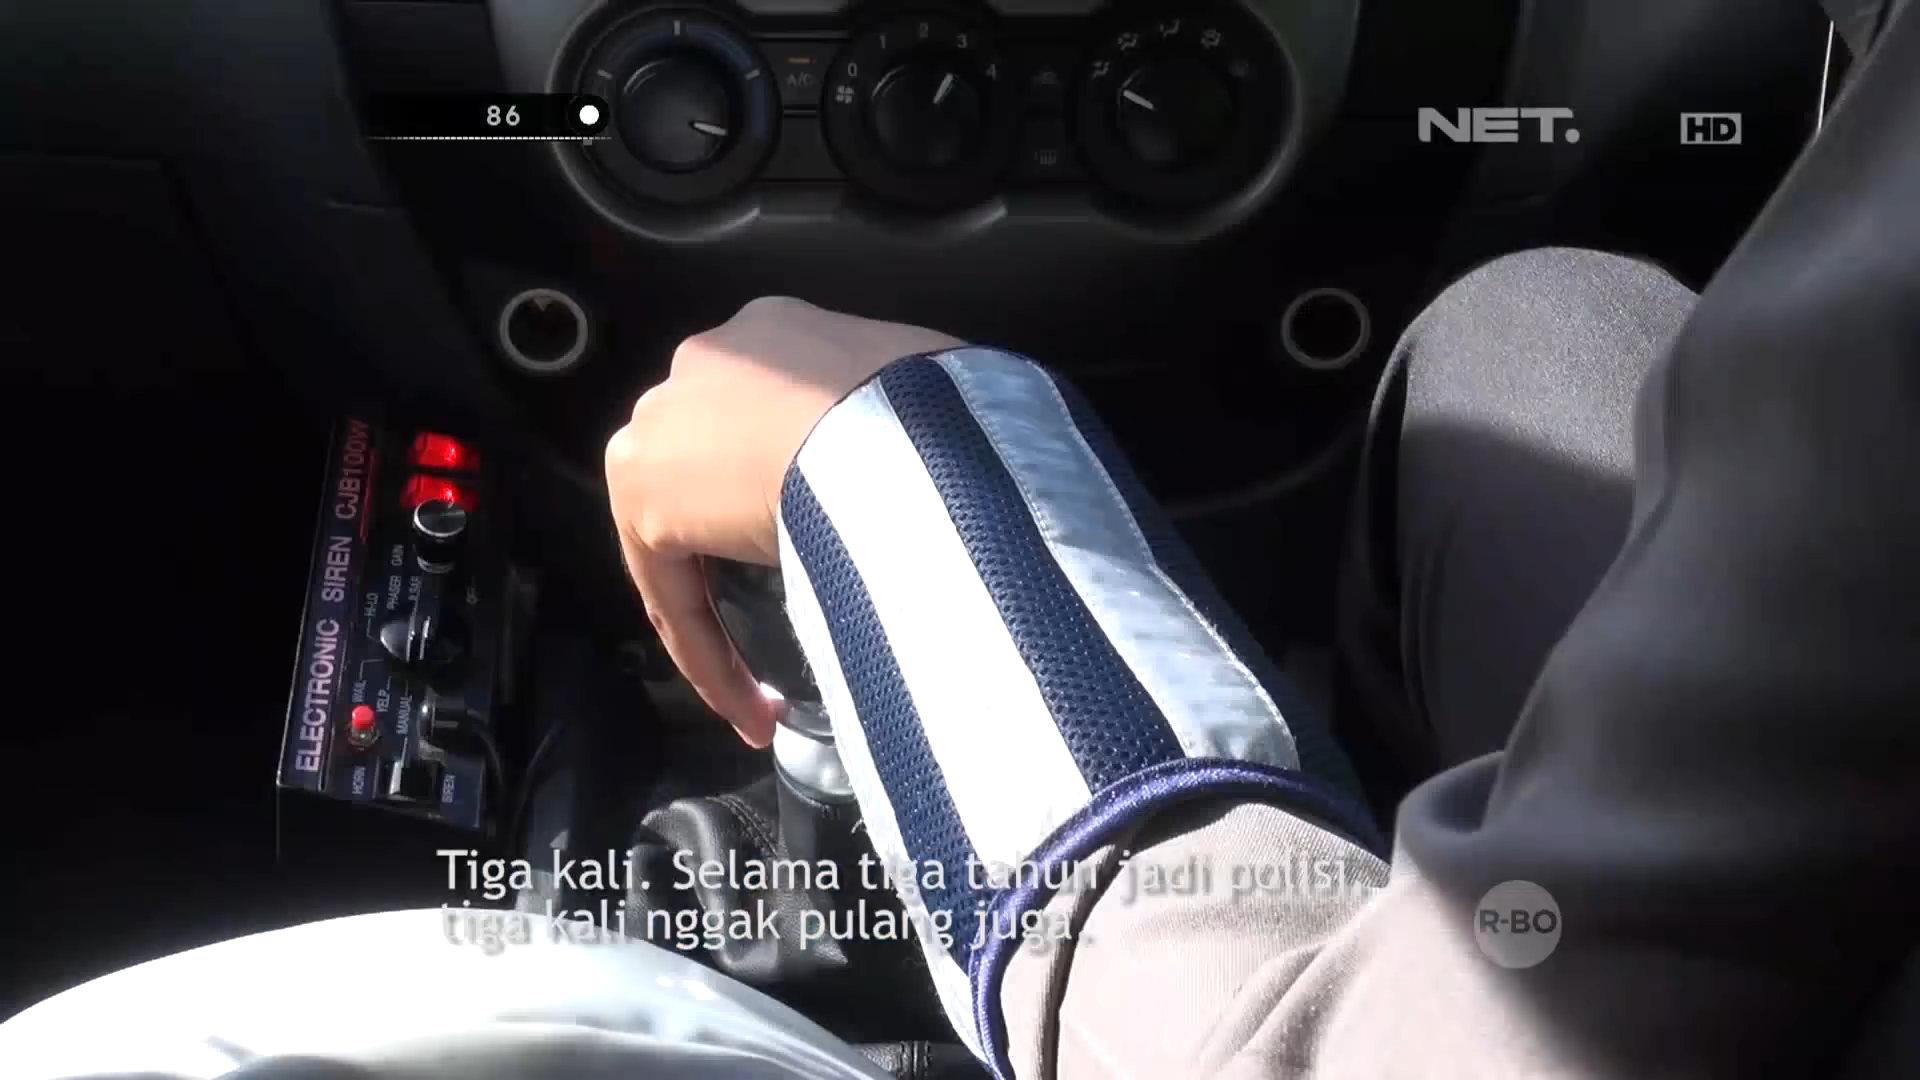 0 1 2 3 4
A/C
86
NET.
HD
ELECTRONIC SIREN CJB100W
GAIN
PHASER
HI-LO
WAIL
YELP
MANUAL
HORN
SIREN
Tiga kali. Selama tiga tahun jadi polisi,
tiga kali nggak pulang juga.
R-BO